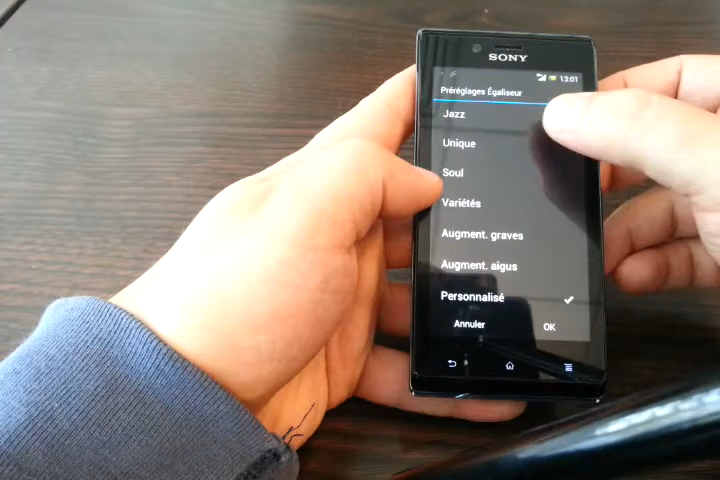 SONY
13:01
Préréglages Égaliseur
Jazz
Unique
Soul
Variétés
Augment. graves
Augment. aigus
Personnalisé
Annuler OK